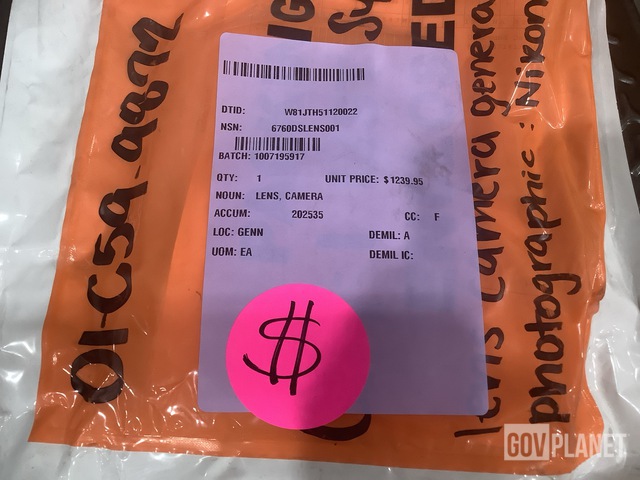 DTID: W81JTH51120022
NSN: 6760DSLENS001
BATCH: 1007195917
QTY: 1 UNIT PRICE: $1239.95
NOUN: LENS, CAMERA
ACCUM: 202535 CC: F
LOC: GENN DEMIL: A
UOM: EA DEMIL IC:
$
01-C59-9872
lens camera general
photographic: Nikon
GOVPLANET